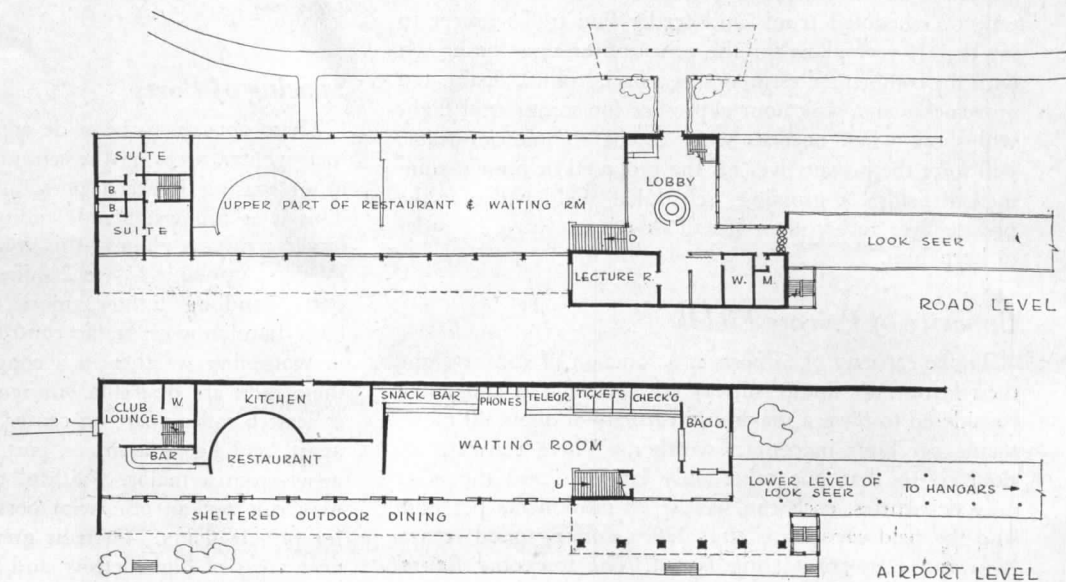 SUITE
B
B
SUITE
UPPER PART OF RESTAURANT & WAITING RM
LOBBY
D
LECTURE R.
W.
M.
LOOK SEER
ROAD LEVEL
CLUB
LOUNGE
W.
KITCHEN
BAR
RESTAURANT
SNACK BAR
PHONES
TELEGR.
TICKETS
CHECK'G
BAGG.
WAITING ROOM
U
SHELTERED OUTDOOR DINING
LOWER LEVEL OF
LOOK SEER
TO HANGARS
AIRPORT LEVEL